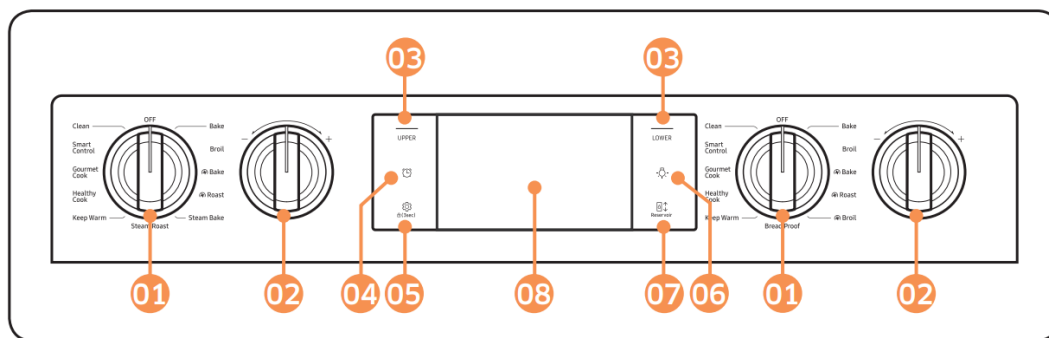 03
03
OFF
Clean
Bake
Smart
Control
Broil
Gourmet
Cook
Bake
Healthy
Cook
Roast
Keep Warm
Steam Bake
Steam Roast
− +
UPPER
(3sec)
LOWER
Reservoir
OFF
Clean
Bake
Smart
Control
Broil
Gourmet
Cook
Bake
Healthy
Cook
Roast
Keep Warm
Broil
Bread Proof
− +
01
02
04
05
08
07
06
01
02